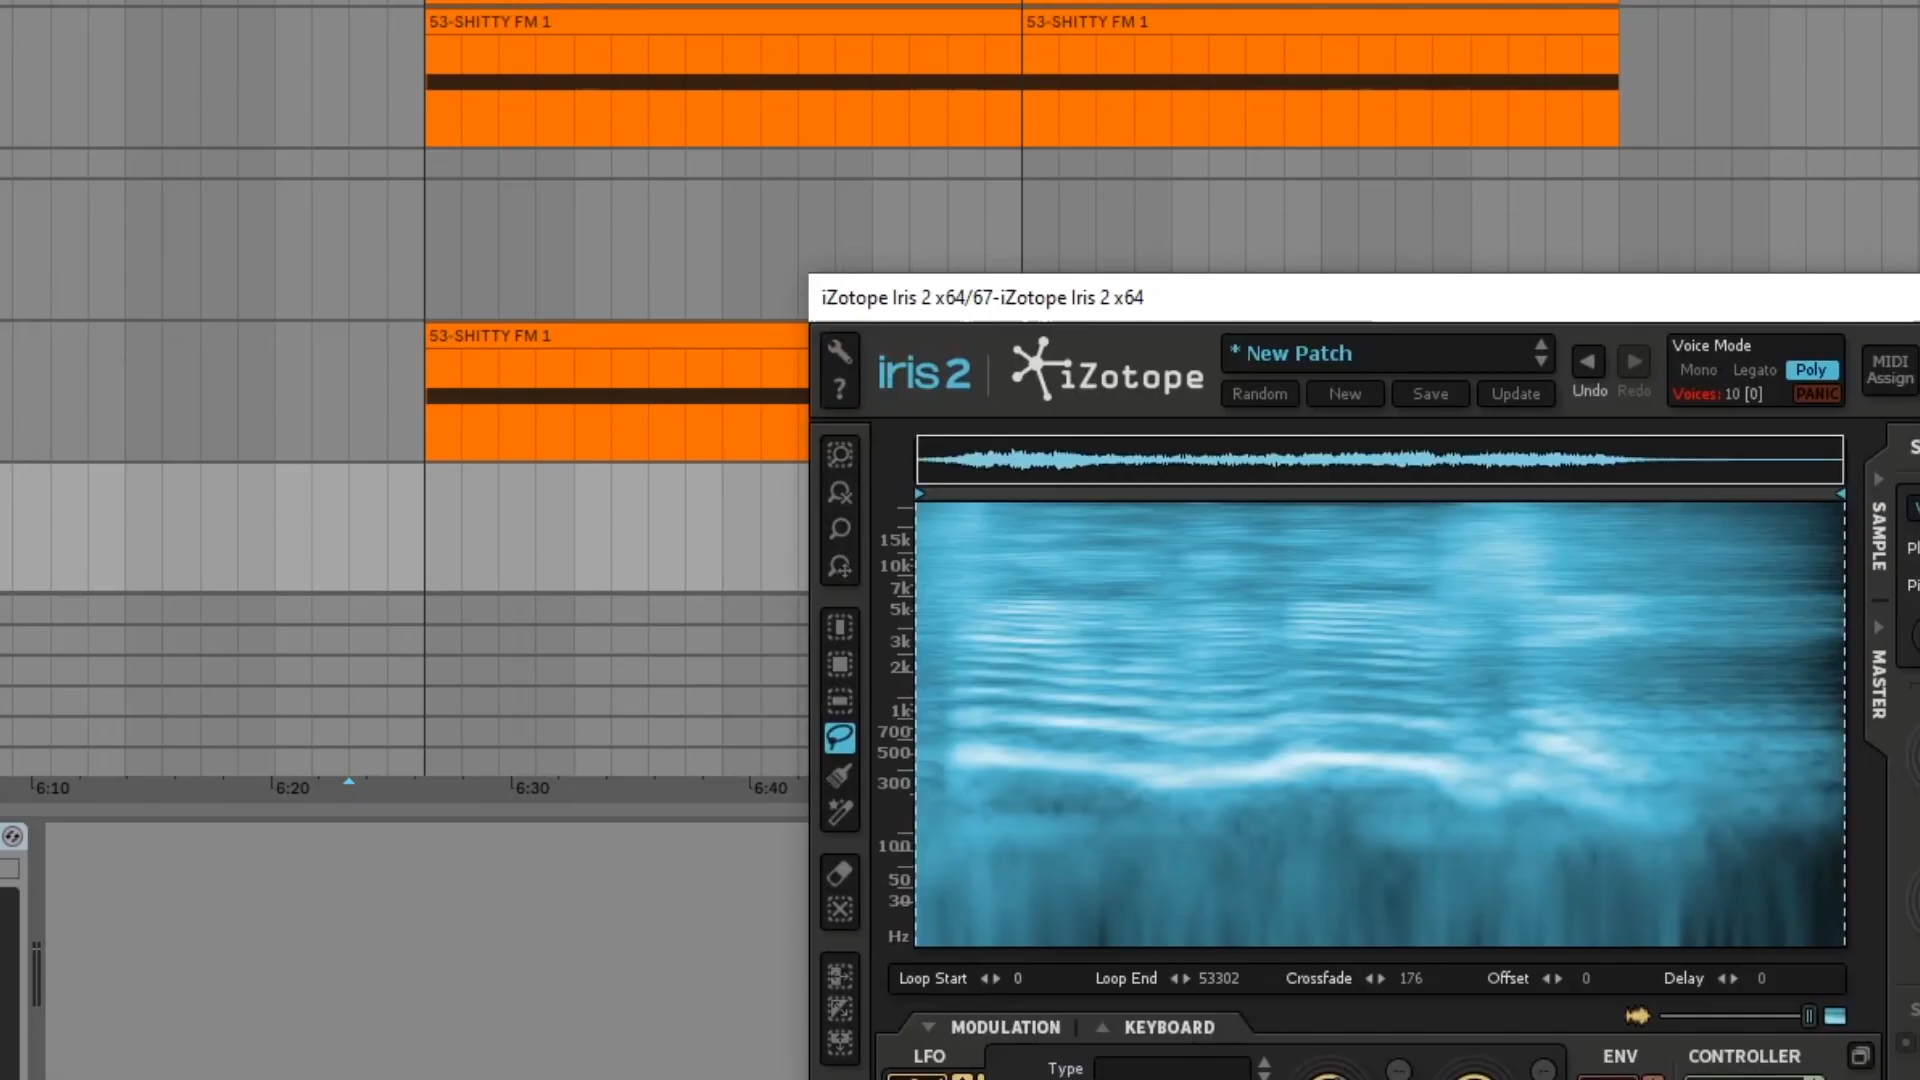 53-SHITTY FM 1
53-SHITTY FM 1
iZotope Iris 2 x64/67-iZotope Iris 2 x64
53-SHITTY FM 1
?
iris 2
iZotope
* New Patch
Random
New
Save
Update
Undo
Redo
Voice Mode
Mono
Legato
Poly
Voices: 10 [0]
PANIC
MIDI
Assign
15k
10k
7k
5k
3k
2k
1k
700
500
300
100
50
30
Hz
SAMPLE
MASTER
6:10
6:20
6:30
6:40
Loop Start
0
Loop End
53302
Crossfade
176
Offset
0
Delay
0
MODULATION
KEYBOARD
LFO
Type
ENV
CONTROLLER